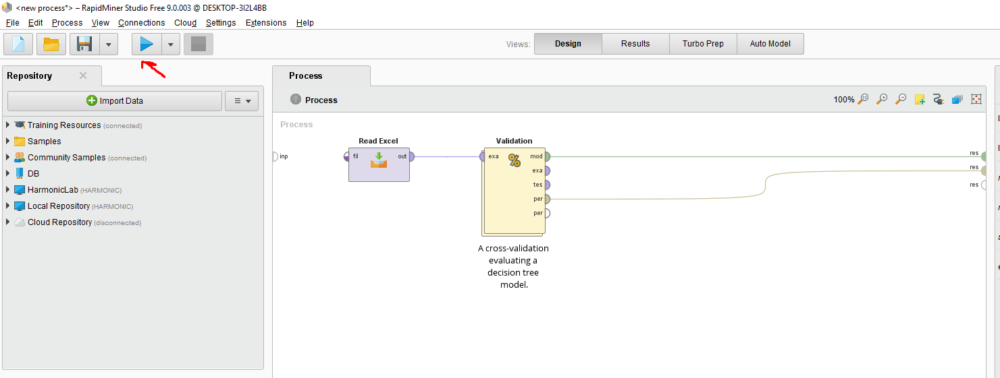 <new process*> – RapidMiner Studio Free 9.0.003 @ DESKTOP-3I2L4BB
File Edit Process View Connections Cloud Settings Extensions Help
Views: Design Results Turbo Prep Auto Model
Repository
Import Data
Training Resources (connected)
Samples
Community Samples (connected)
DB
HarmonicLab (HARMONIC)
Local Repository (HARMONIC)
Cloud Repository (disconnected)
Process
Process
100%
Process
Read Excel
Validation
inp
fil out
exa % mod
exa
tes
per
per
res
res
res
A cross-validation
evaluating a
decision tree
model.